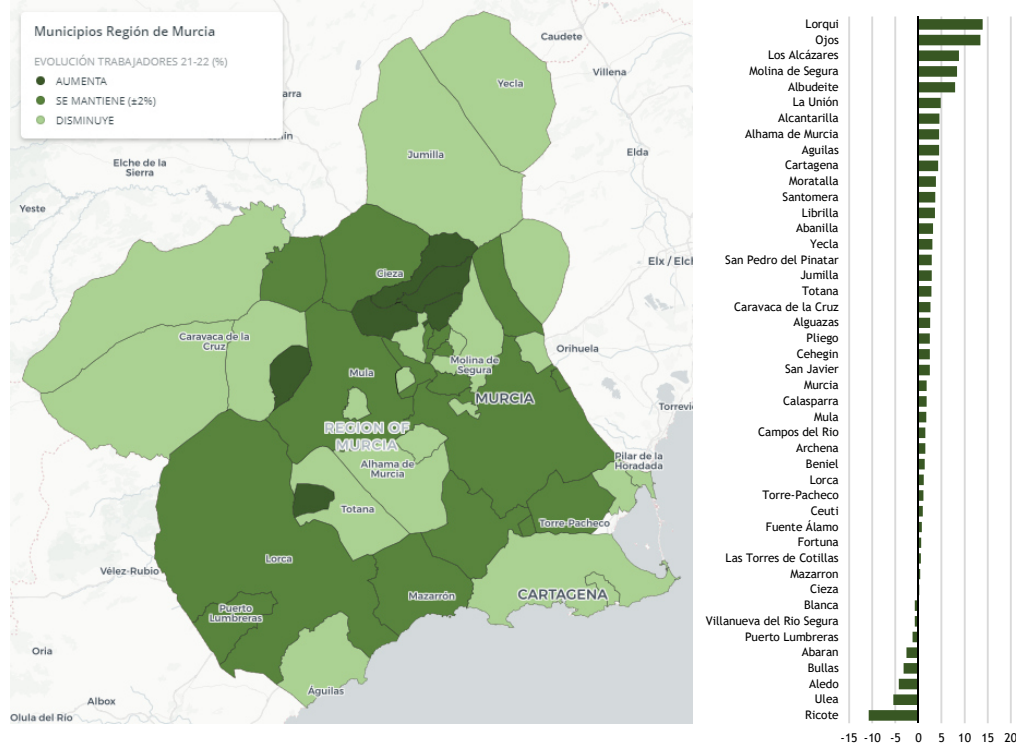 Municipios Región de Murcia
EVOLUCIÓN TRABAJADORES 21-22 (%)
AUMENTA
SE MANTIENE (±2%)
DISMINUYE
Caudete
Villena
Yecla
Elda
Jumilla
Elche de la
Sierra
Yeste
Elx / Elch
Cieza
Caravaca de la
Cruz
Orihuela
Molina de
Segura
Mula
MURCIA
Torrevie
REGION OF
MURCIA
Pilar de la
Horadada
Alhama de
Murcia
Totana
Torre-Pacheco
Lorca
Vélez-Rubio
CARTAGENA
Mazarrón
Puerto
Lumbreras
Oria
Águilas
Albox
Olula del Río
Lorqui
Ojos
Los Alcázares
Molina de Segura
Albudeite
La Unión
Alcantarilla
Alhama de Murcia
Aguilas
Cartagena
Moratalla
Santomera
Librilla
Abanilla
Yecla
San Pedro del Pinatar
Jumilla
Totana
Caravaca de la Cruz
Alguazas
Pliego
Cehegin
San Javier
Murcia
Calasparra
Mula
Campos del Rio
Archena
Beniel
Lorca
Torre-Pacheco
Ceuti
Fuente Álamo
Fortuna
Las Torres de Cotillas
Mazarron
Cieza
Blanca
Villanueva del Rio Segura
Puerto Lumbreras
Abaran
Bullas
Aledo
Ulea
Ricote
-15 -10 -5 0 5 10 15 20